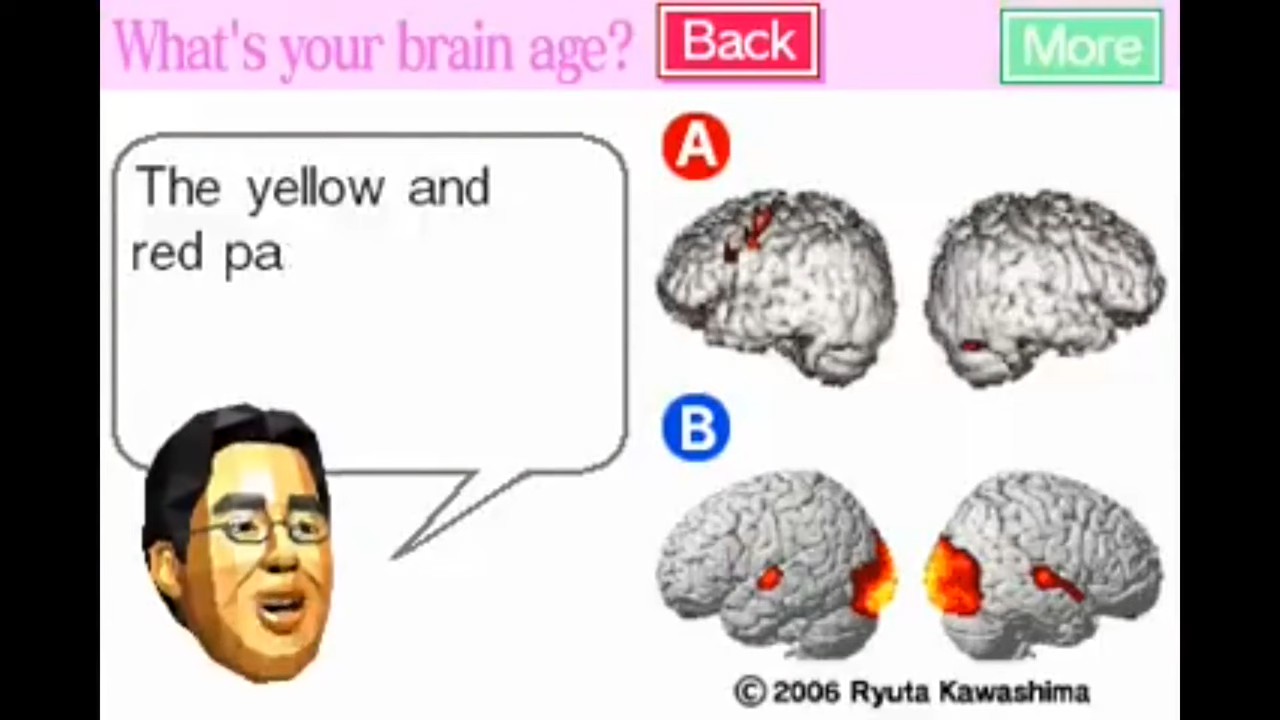 What's your brain age?
Back
More
The yellow and
red pa
A
B
© 2006 Ryuta Kawashima